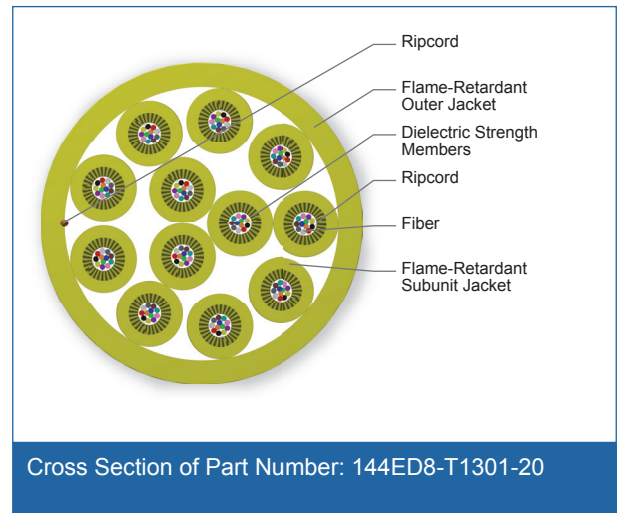 Ripcord
Flame-Retardant
Outer Jacket
Dielectric Strength
Members
Ripcord
Fiber
Flame-Retardant
Subunit Jacket
Cross Section of Part Number: 144ED8-T1301-20